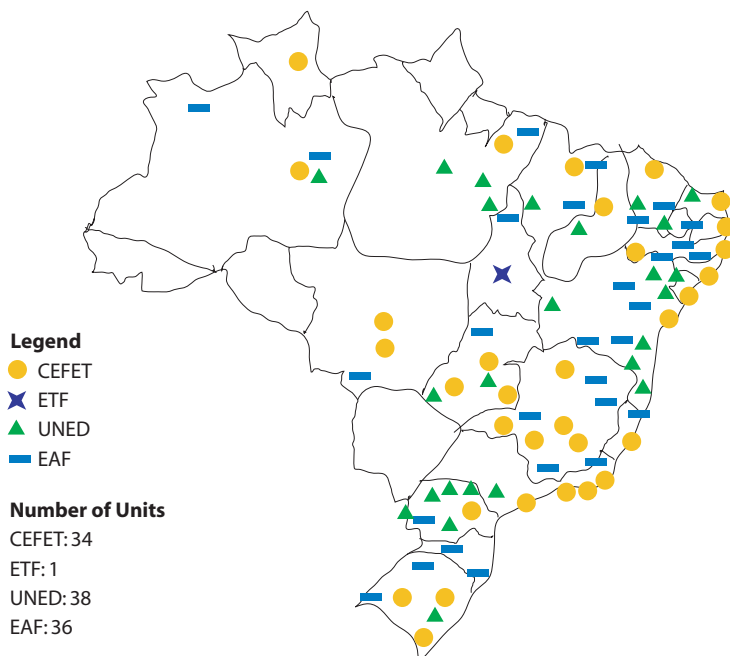 Legend
CEFET
ETF
UNED
EAF
Number of Units
CEFET: 34
ETF: 1
UNED: 38
EAF: 36